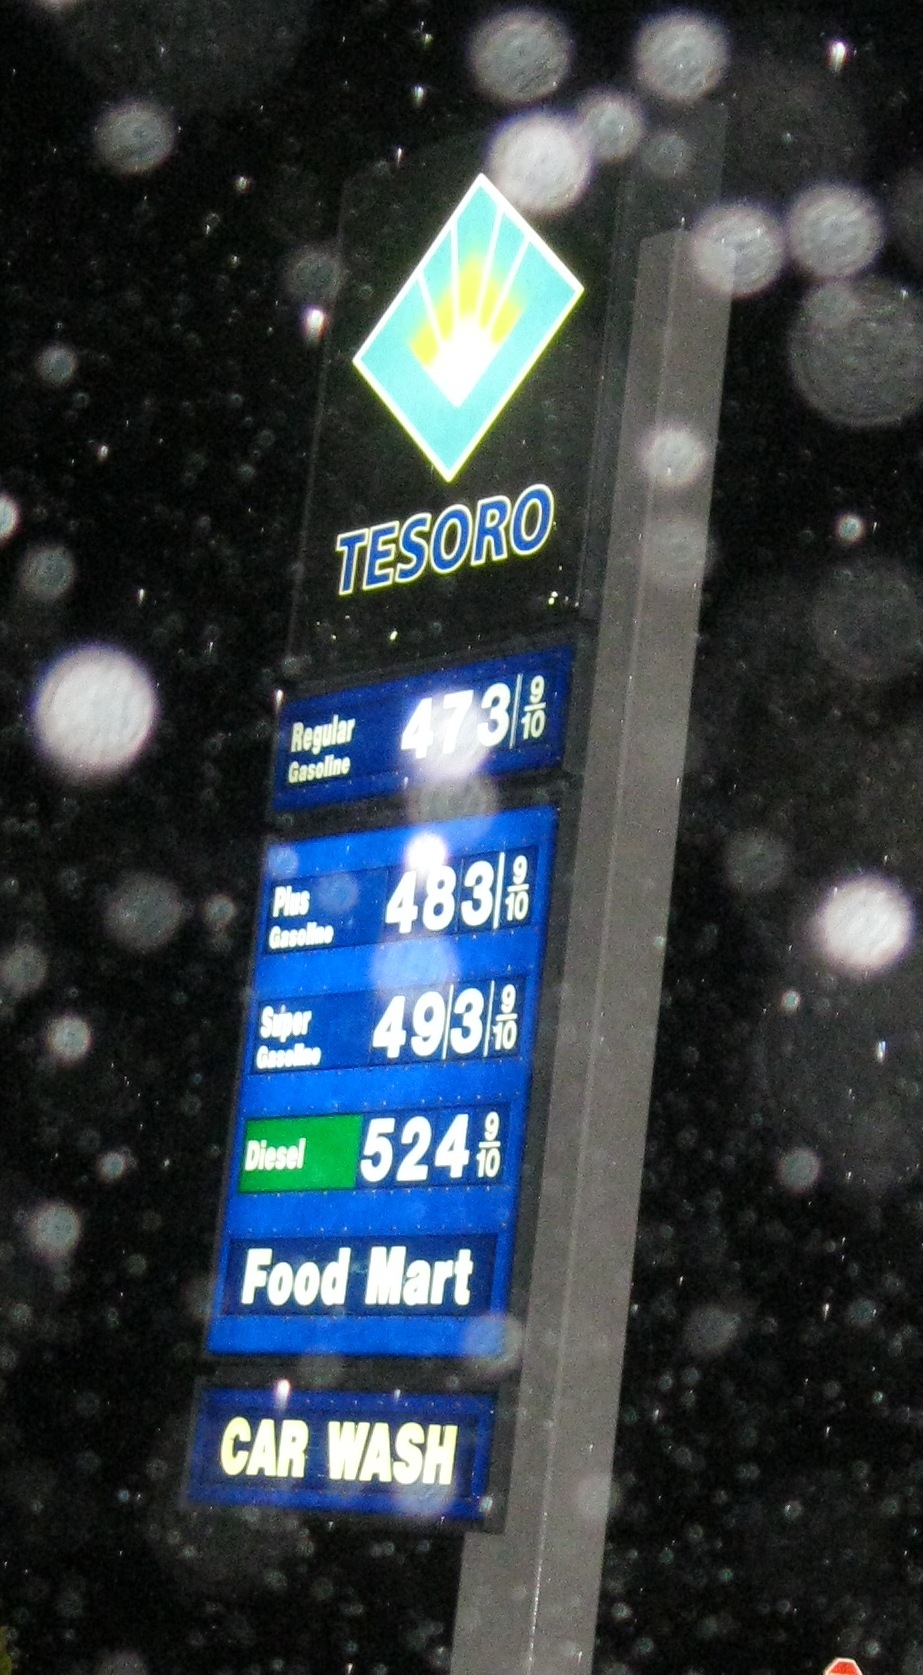 TESORO
Regular 473 9/10
Gasoline
Plus 483 9/10
Gasoline
Super 493 9/10
Gasoline
Diesel 524 9/10
Food Mart
CAR WASH